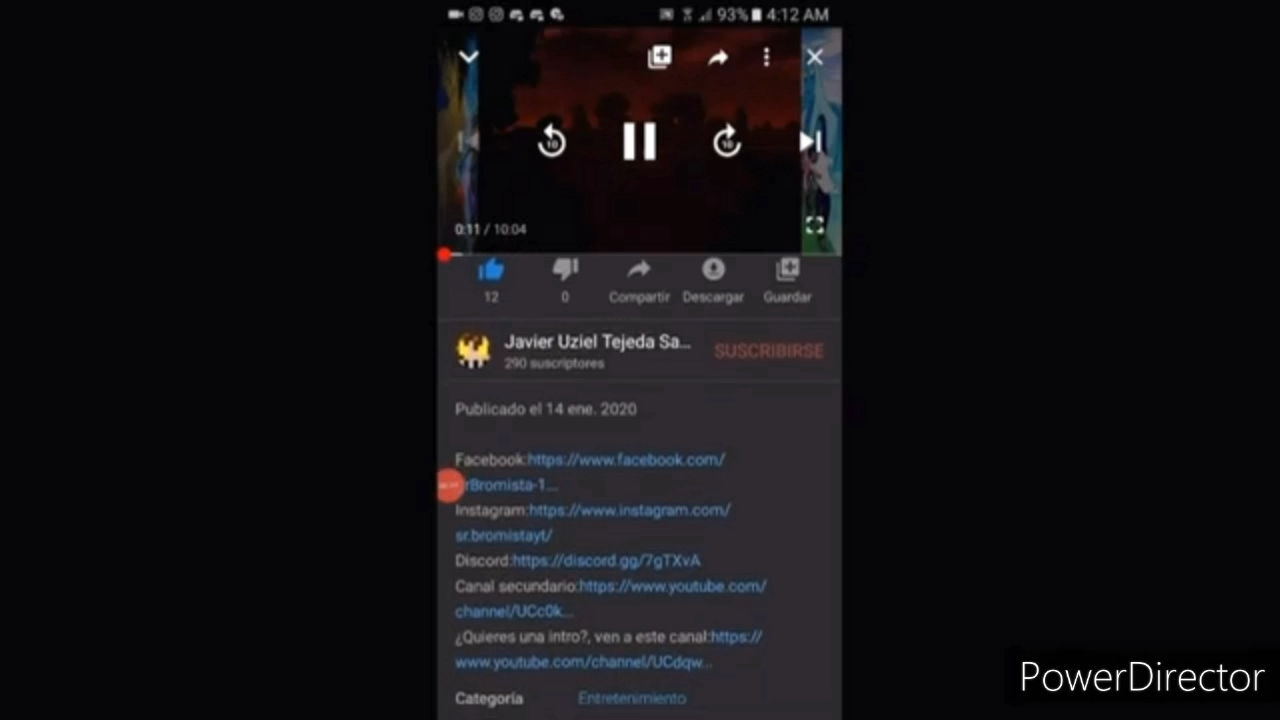 93% 4:12 AM
10 10
0:11 / 10:04
12 0 Compartir Descargar Guardar
Javier Uziel Tejeda Sa...
SUSCRIBIRSE
290 suscriptores
Publicado el 14 ene. 2020
Facebook:https://www.facebook.com/
rBromista-1...
Instagram:https://www.instagram.com/
sr.bromistayt/
Discord:https://discord.gg/7gTXvA
Canal secundario:https://www.youtube.com/
channel/UCc0k...
¿Quieres una intro?, ven a este canal:https://
www.youtube.com/channel/UCdqw...
Categoría Entretenimiento
PowerDirector